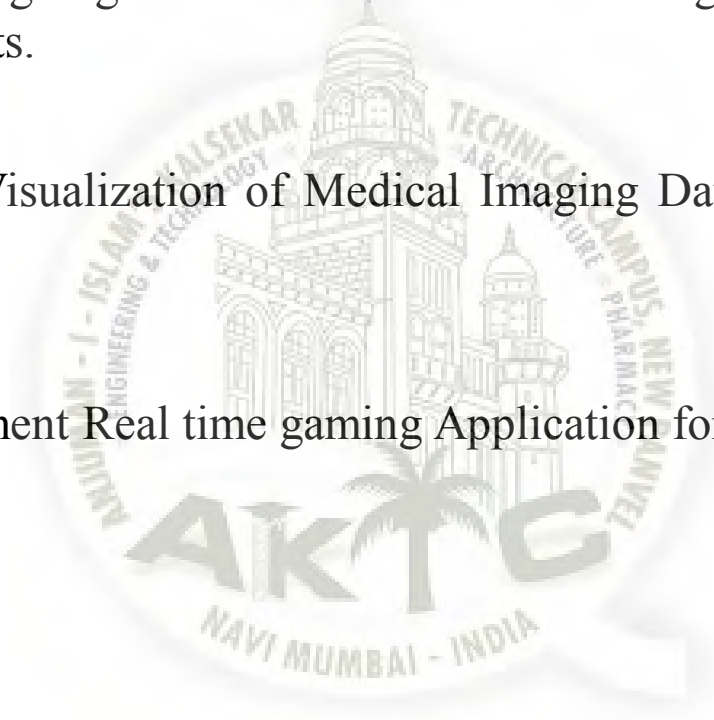 ts.
Visualization of Medical Imaging Da
ment Real time gaming Application fo
ANJUMAN - I - ISLAM KALSEKAR TECHNICAL CAMPUS, NEW PANVEL
ENGINEERING & TECHNOLOGY ARCHITECTURE - PHARMACY
AKTC
NAVI MUMBAI - INDIA